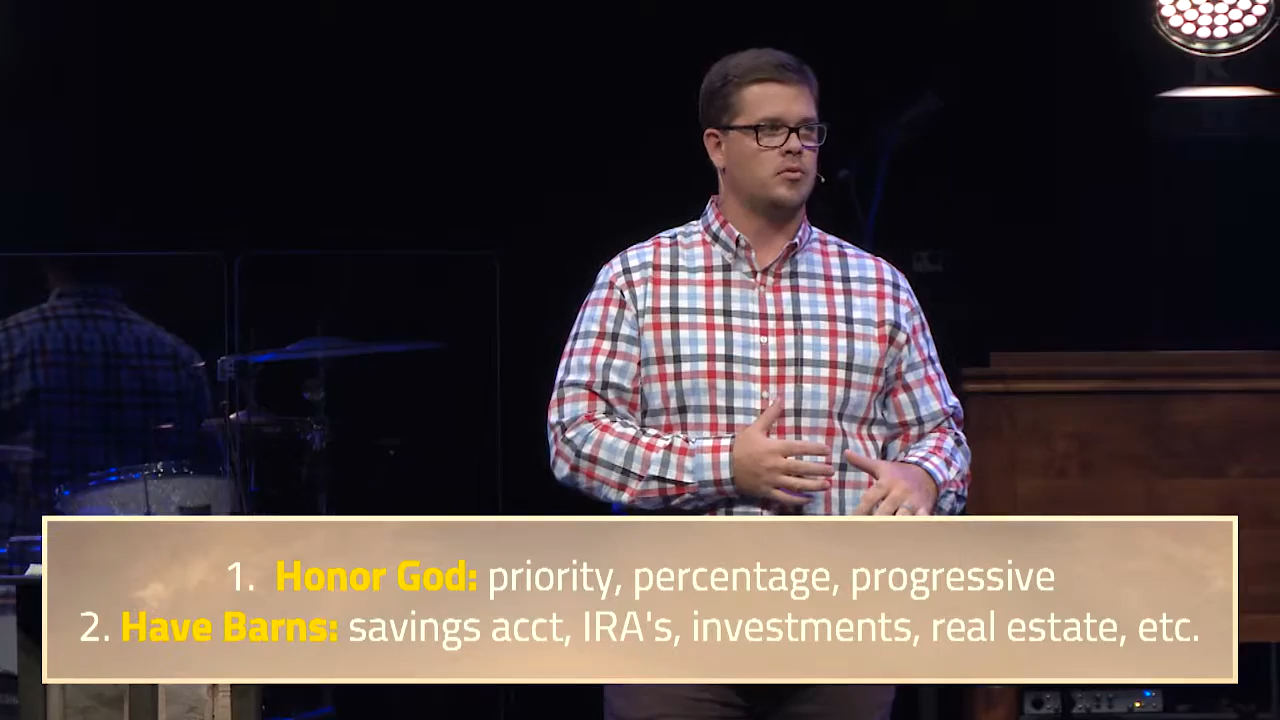 1. Honor God: priority, percentage, progressive
2. Have Barns: savings acct, IRA's, investments, real estate, etc.